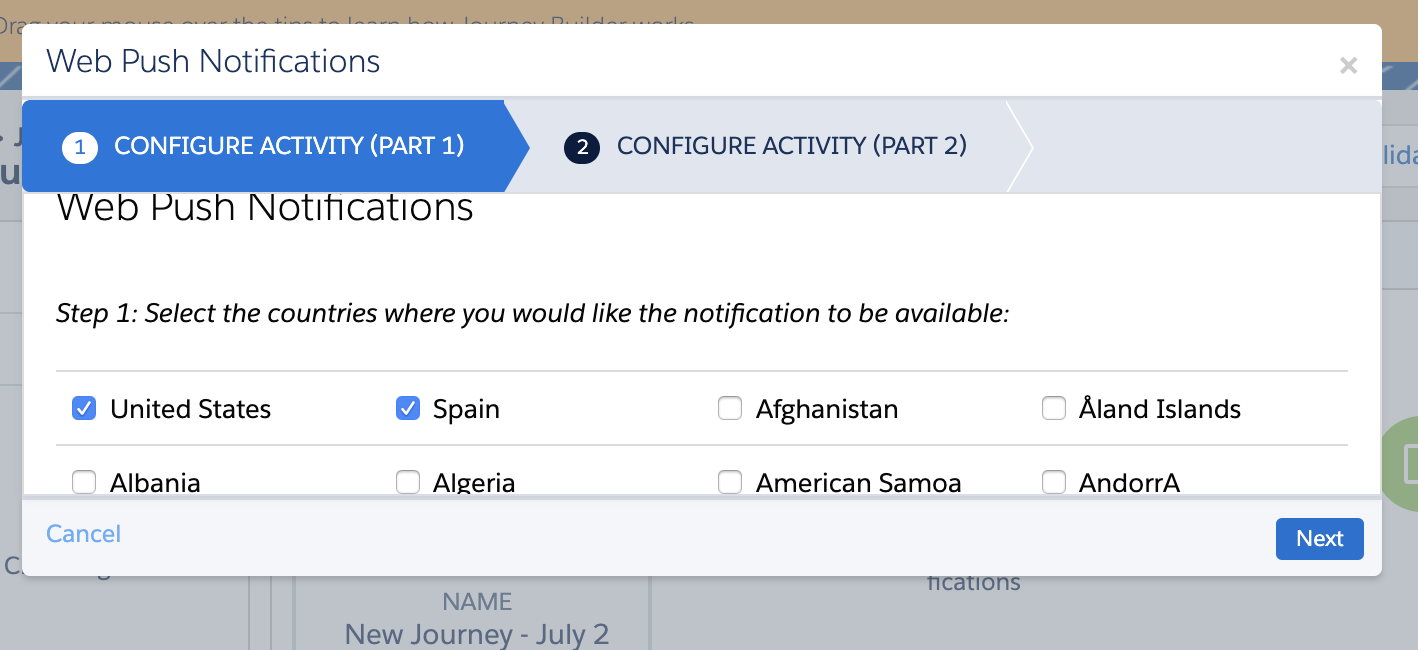 Drag your mouse over the tips to learn how Journey Builder works
Web Push Notifications
×
1 CONFIGURE ACTIVITY (PART 1) 2 CONFIGURE ACTIVITY (PART 2)
Web Push Notifications
Step 1: Select the countries where you would like the notification to be available:
United States Spain Afghanistan Åland Islands
Albania Algeria American Samoa AndorrA
Cancel
Next
fications
NAME
New Journey - July 2